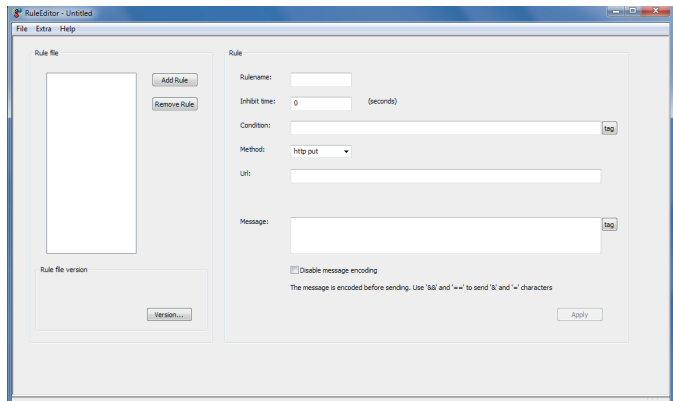 RuleEditor - Untitled
File Extra Help
Rule file
Add Rule
Remove Rule
Rule file version
Version...
Rule
Rulename:
Inhibit time: 0 (seconds)
Condition: tag
Method: http put
Url:
Message: tag
Disable message encoding
The message is encoded before sending. Use '&&' and '==' to send '&' and '=' characters
Apply